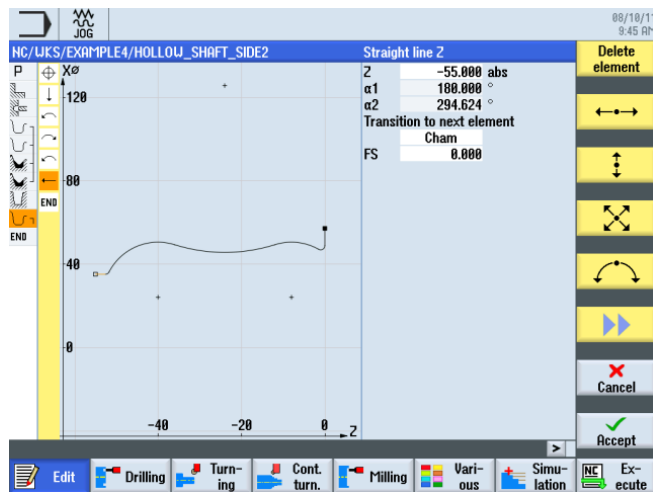 JOG
08/10/1
9:45 AM
NC/WKS/EXAMPLE4/HOLLOW_SHAFT_SIDE2
Straight line Z
Delete
element
P
END
END
XØ
120
80
40
0
-40
-20
0
Z
Z -55.000 abs
α1 180.000 °
α2 294.624 °
Transition to next element
Cham
FS 0.000
Cancel
Accept
>
Edit
Drilling
Turn-
ing
Cont.
turn.
Milling
Vari-
ous
Simu-
lation
NC
Ex-
ecute